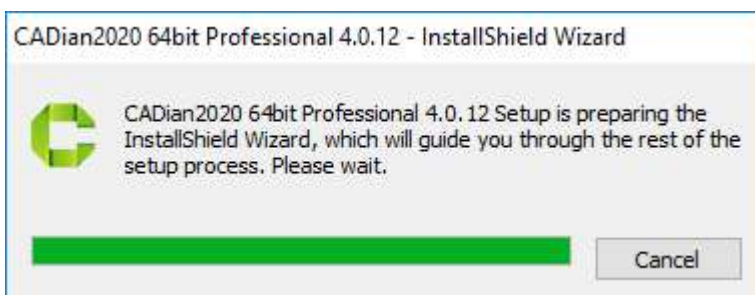 CADian2020 64bit Professional 4.0.12 - InstallShield Wizard
CADian2020 64bit Professional 4.0.12 Setup is preparing the
InstallShield Wizard, which will guide you through the rest of the
setup process. Please wait.
Cancel